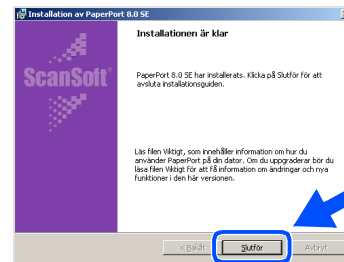 Installation av PaperPort 8.0 SE
Installationen är klar
ScanSoft
PaperPort 8.0 SE har installerats. Klicka på Slutför för att
avsluta installationsguiden.
Läs filen Viktigt, som innehåller information om hur du
använder PaperPort på din dator. Om du uppgraderar bör du
läsa filen Viktigt för att få information om ändringar och nya
funktioner i den här versionen.
< Bakåt
Slutför
Avbryt